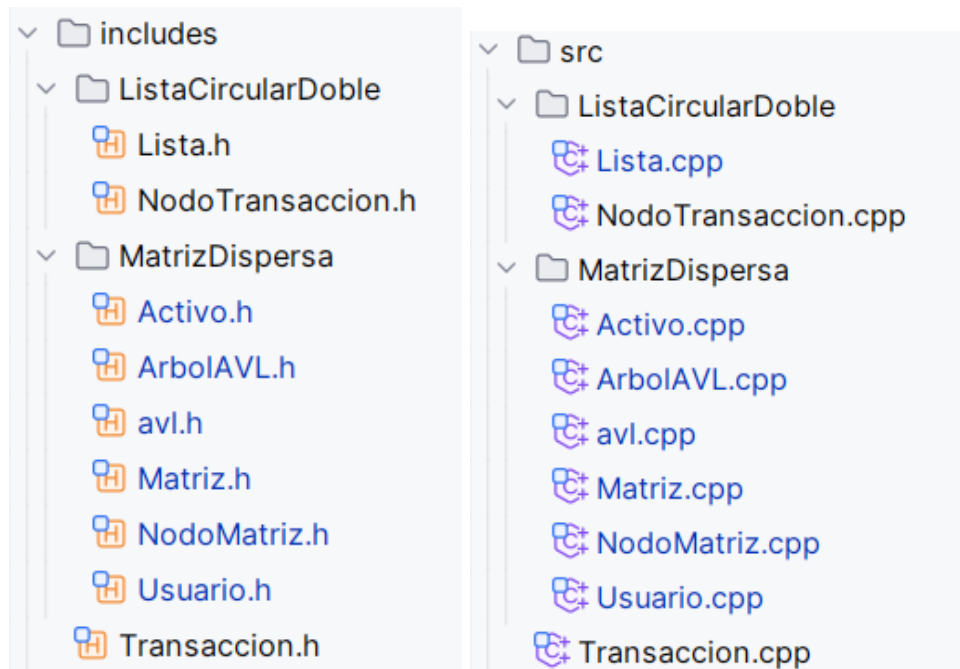 includes
ListaCircularDoble
Lista.h
NodoTransaccion.h
MatrizDispersa
Activo.h
ArbolAVL.h
avl.h
Matriz.h
NodoMatriz.h
Usuario.h
Transaccion.h
src
ListaCircularDoble
Lista.cpp
NodoTransaccion.cpp
MatrizDispersa
Activo.cpp
ArbolAVL.cpp
avl.cpp
Matriz.cpp
NodoMatriz.cpp
Usuario.cpp
Transaccion.cpp